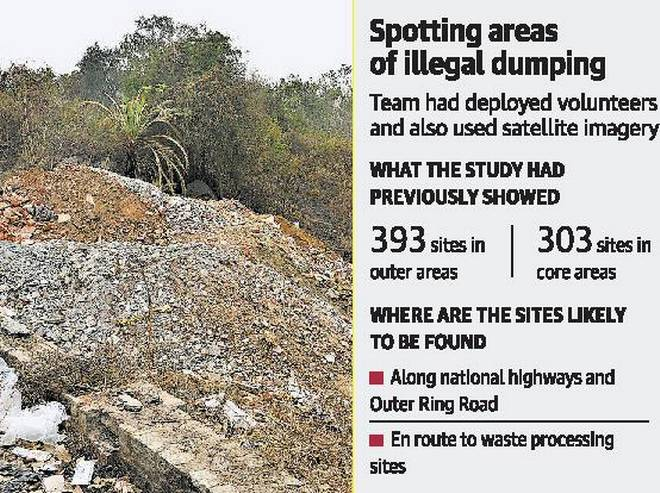 Spotting areas
of illegal dumping
Team had deployed volunteers
and also used satellite imagery
WHAT THE STUDY HAD
PREVIOUSLY SHOWED
393 sites in
outer areas
303 sites in
core areas
WHERE ARE THE SITES LIKELY
TO BE FOUND
Along national highways and
Outer Ring Road
En route to waste processing
sites